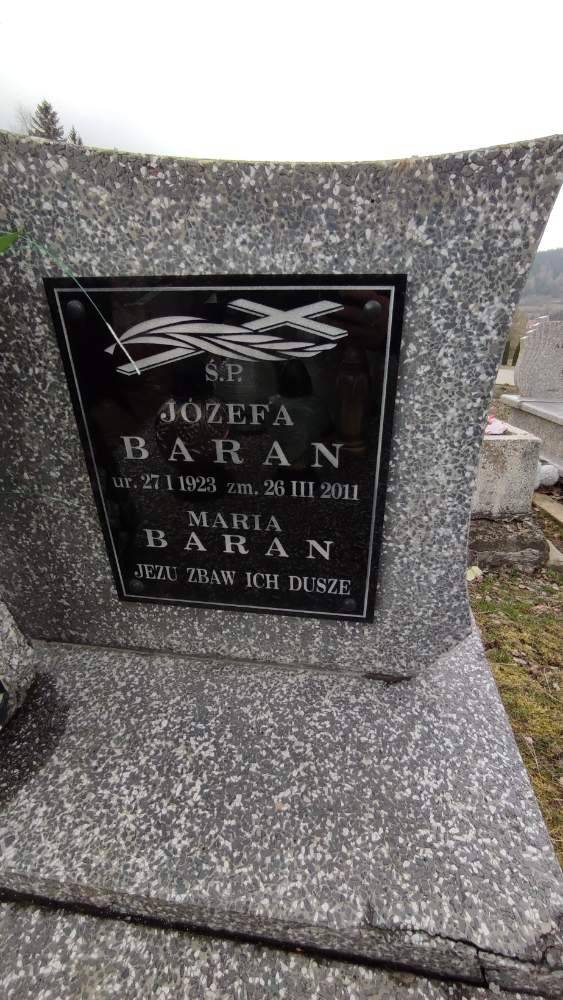 Ś.P.
JÓZEFA
BARAN
ur. 27 I 1923 zm. 26 III 2011
MARIA
BARAN
JEZU ZBAW ICH DUSZE